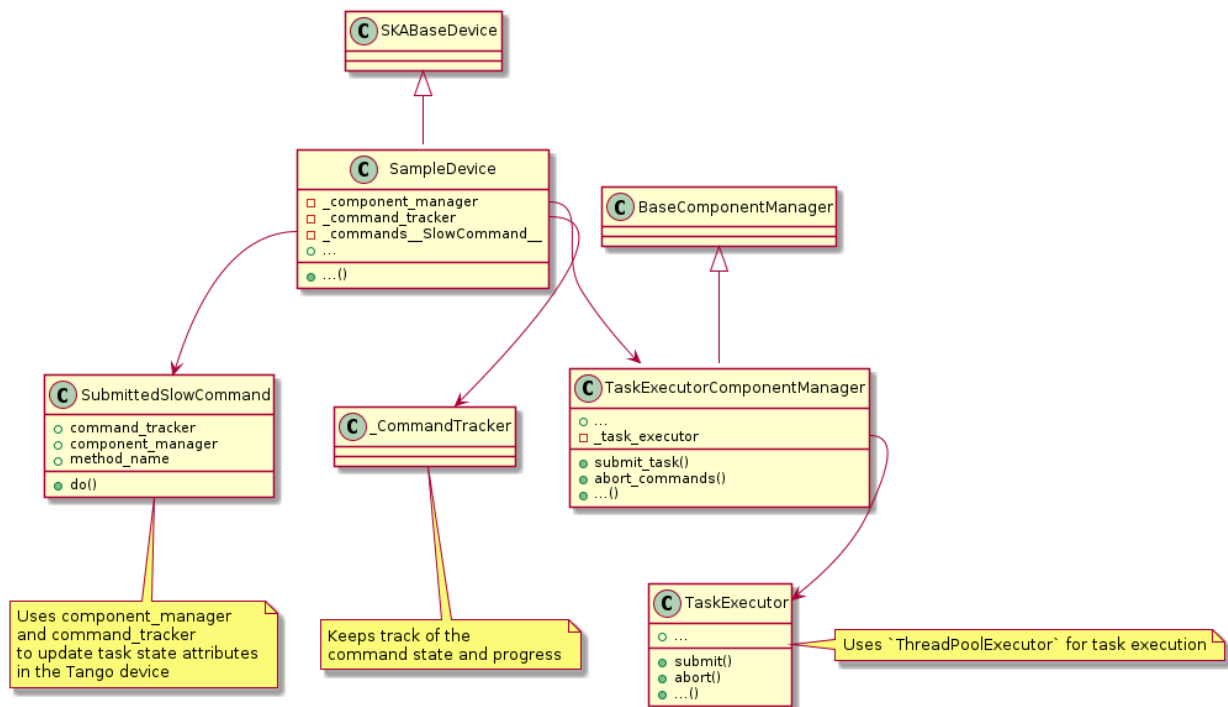 C SKABaseDevice
C SampleDevice
_component_manager
_command_tracker
_commands__SlowCommand__
...
...()
C BaseComponentManager
C SubmittedSlowCommand
command_tracker
component_manager
method_name
do()
C _CommandTracker
C TaskExecutorComponentManager
...
_task_executor
submit_task()
abort_commands()
...()
Uses component_manager
and command_tracker
to update task state attributes
in the Tango device
Keeps track of the
command state and progress
C TaskExecutor
...
submit()
abort()
...()
Uses `ThreadPoolExecutor` for task execution